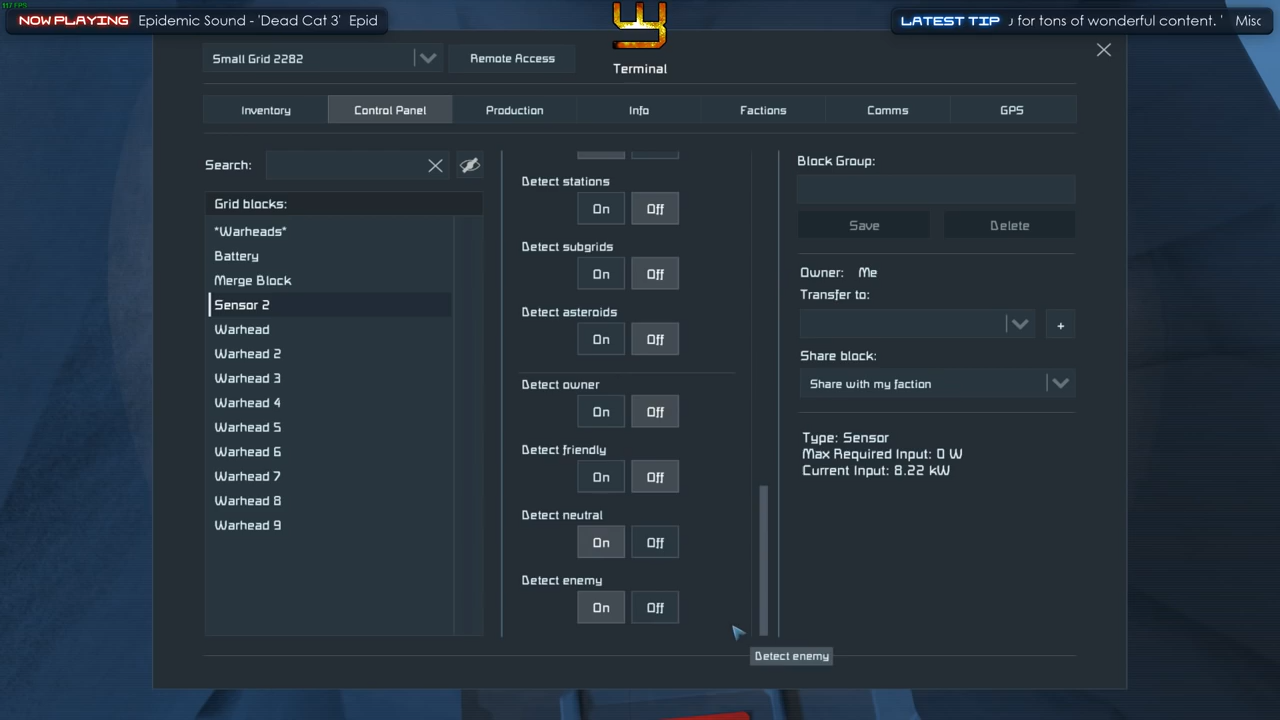 117 FPS
NOW PLAYING Epidemic Sound - 'Dead Cat 3' Epid
LATEST TIP u for tons of wonderful content. ' Misc
Small Grid 2282
Remote Access
Terminal
Inventory
Control Panel
Production
Info
Factions
Comms
GPS
Search:
Grid blocks:
*Warheads*
Battery
Merge Block
Sensor 2
Warhead
Warhead 2
Warhead 3
Warhead 4
Warhead 5
Warhead 6
Warhead 7
Warhead 8
Warhead 9
Detect stations
On Off
Detect subgrids
On Off
Detect asteroids
On Off
Detect owner
On Off
Detect friendly
On Off
Detect neutral
On Off
Detect enemy
On Off
Detect enemy
Block Group:
Save
Delete
Owner: Me
Transfer to:
+
Share block:
Share with my faction
Type: Sensor
Max Required Input: 0 W
Current Input: 8.22 kW